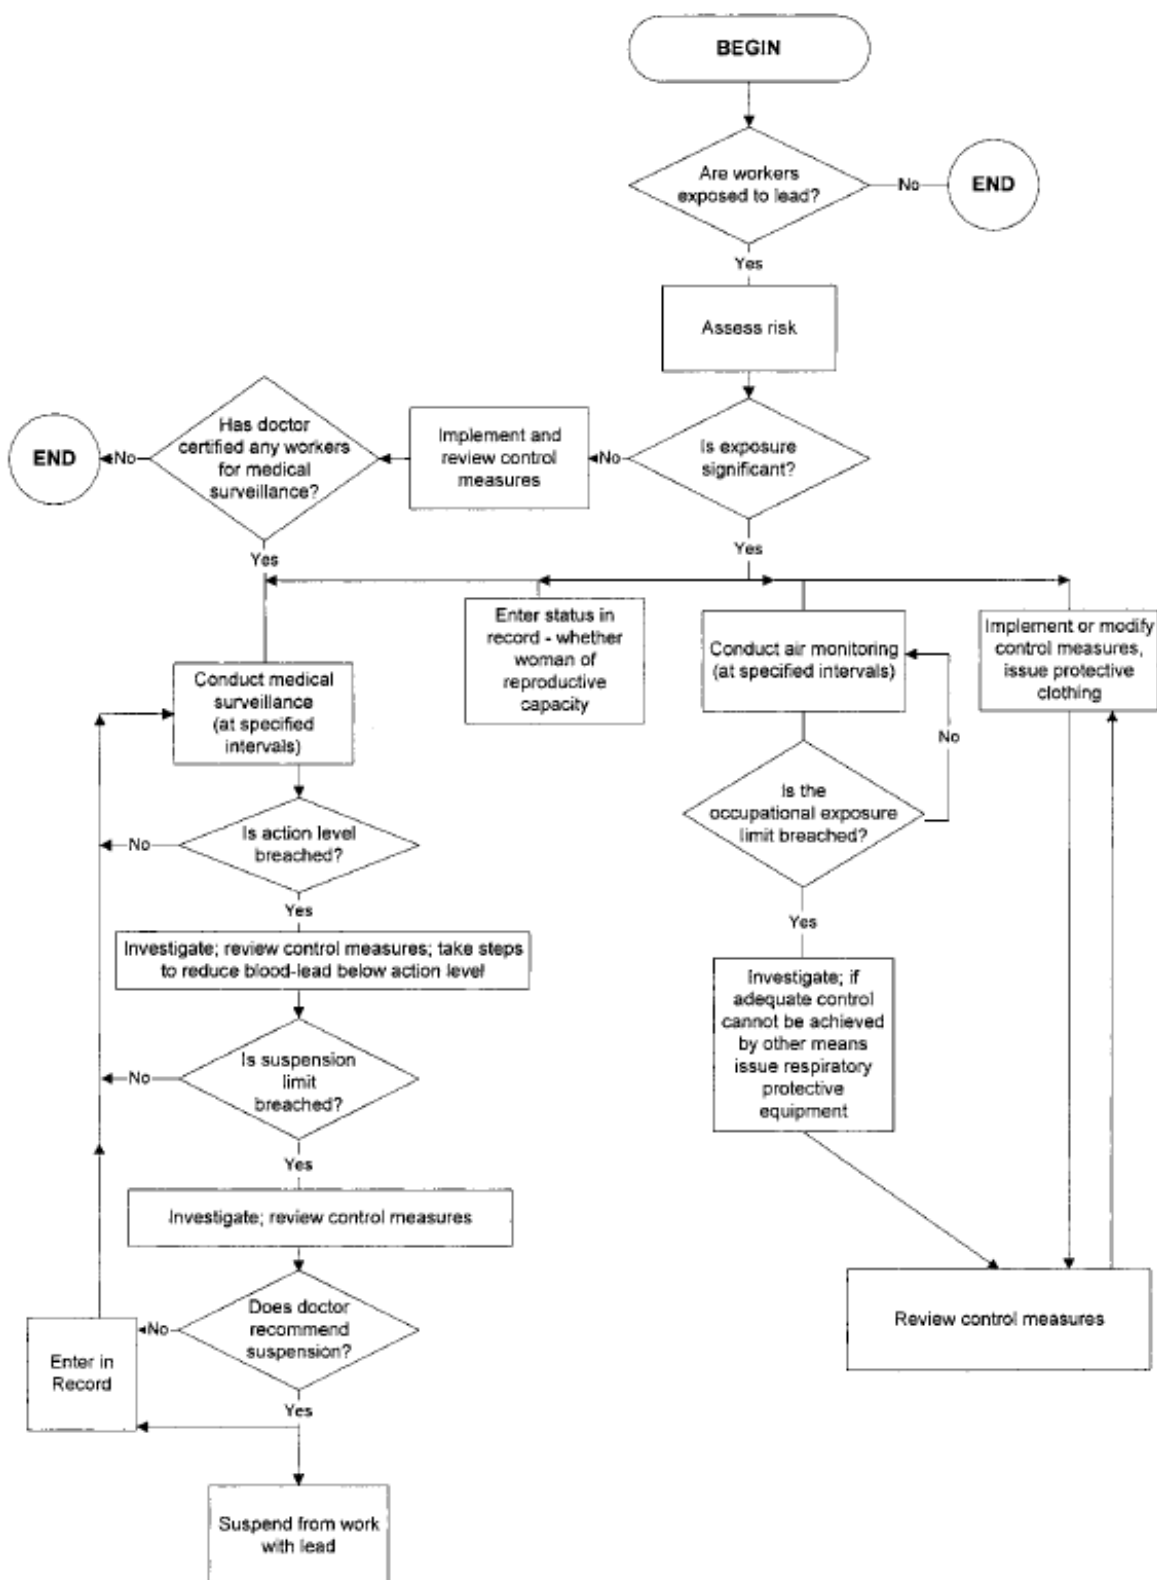 BEGIN
Are workers
exposed to lead?
No
END
Yes
Assess risk
Is exposure
significant?
No
Implement and
review control
measures
Has doctor
certified any workers
for medical
surveillance?
No
END
Yes
Yes
Enter status in
record - whether
woman of
reproductive
capacity
Conduct air monitoring
(at specified intervals)
Implement or modify
control measures,
issue protective
clothing
Conduct medical
surveillance
(at specified
intervals)
No
Is the
occupational exposure
limit breached?
Is action level
breached?
No
Yes
Yes
Investigate; review control measures; take steps
to reduce blood-lead below action level
Investigate; if
adequate control
cannot be achieved
by other means
issue respiratory
protective
equipment
Is suspension
limit
breached?
No
Yes
Investigate; review control measures
Does doctor
recommend
suspension?
No
Enter in
Record
Yes
Review control measures
Suspend from work
with lead